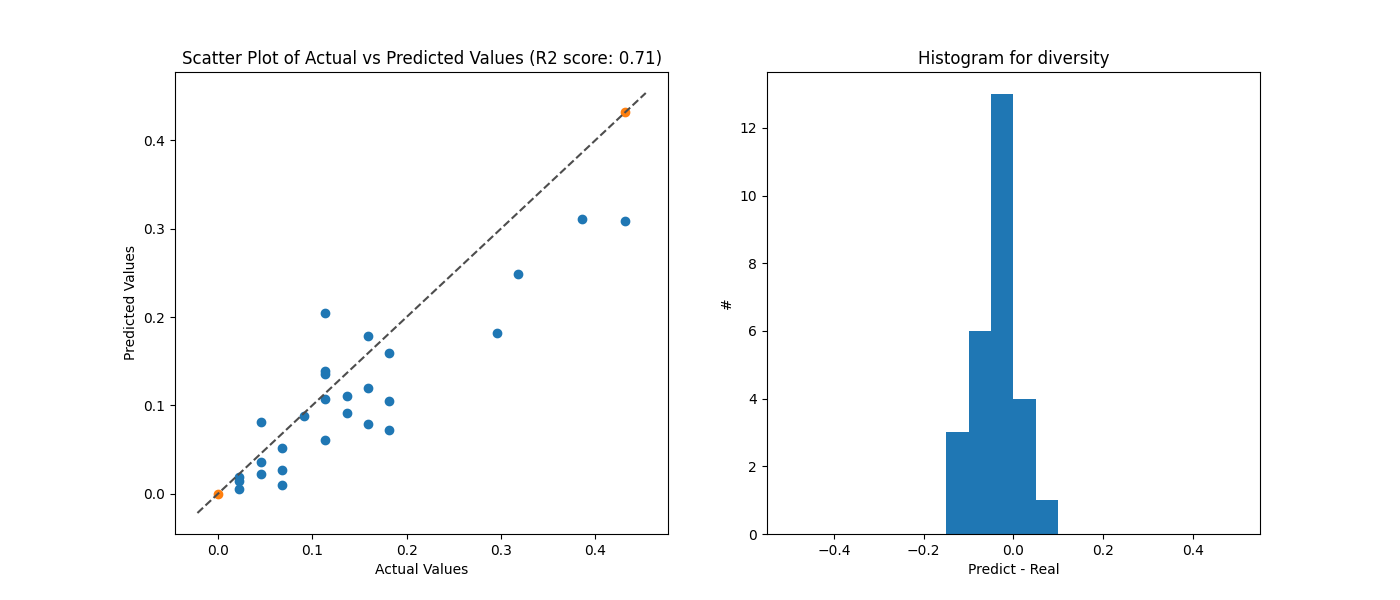 Scatter Plot of Actual vs Predicted Values (R2 score: 0.71)
Predicted Values
0.4
0.3
0.2
0.1
0.0
0.0 0.1 0.2 0.3 0.4
Actual Values
Histogram for diversity
#
12
10
8
6
4
2
0
−0.4 −0.2 0.0 0.2 0.4
Predict - Real